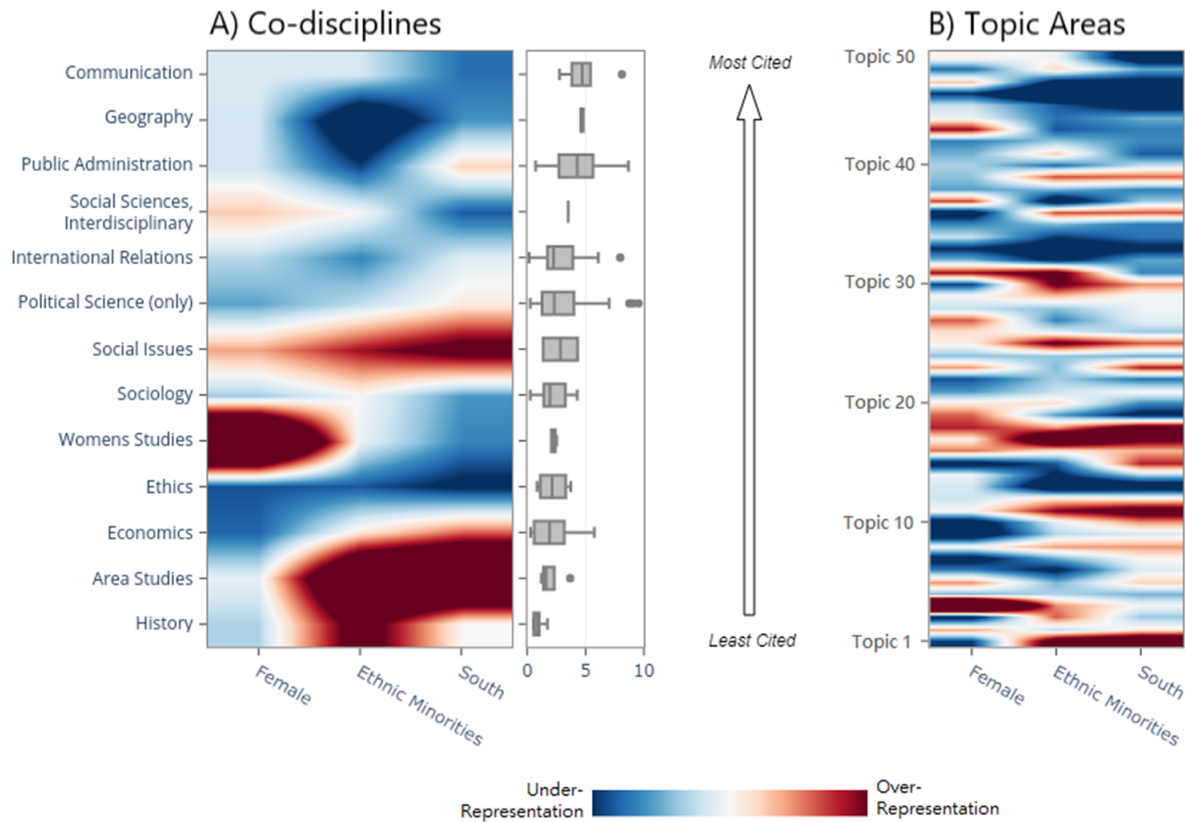 A) Co-disciplines
B) Topic Areas
Communication
Geography
Public Administration
Social Sciences,
Interdisciplinary
International Relations
Political Science (only)
Social Issues
Sociology
Womens Studies
Ethics
Economics
Area Studies
History
Female
Ethnic Minorities
South
0
5
10
Most Cited
Least Cited
Topic 50
Topic 40
Topic 30
Topic 20
Topic 10
Topic 1
Female
Ethnic Minorities
South
Under-
Representation
Over-
Representation